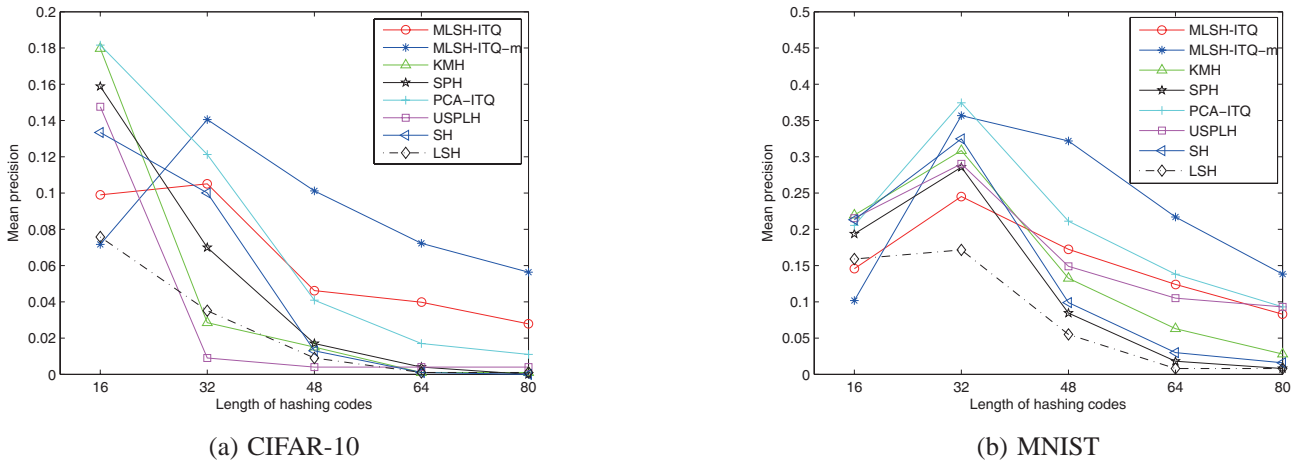 0.2
0.18
0.16
0.14
0.12
0.1
0.08
0.06
0.04
0.02
0
Mean precision
16
32
48
64
80
Length of hashing codes
MLSH-ITQ
MLSH-ITQ-m
KMH
SPH
PCA-ITQ
USPLH
SH
LSH
(a) CIFAR-10
0.5
0.45
0.4
0.35
0.3
0.25
0.2
0.15
0.1
0.05
0
Mean precision
16
32
48
64
80
Length of hashing codes
MLSH-ITQ
MLSH-ITQ-m
KMH
SPH
PCA-ITQ
USPLH
SH
LSH
(b) MNIST